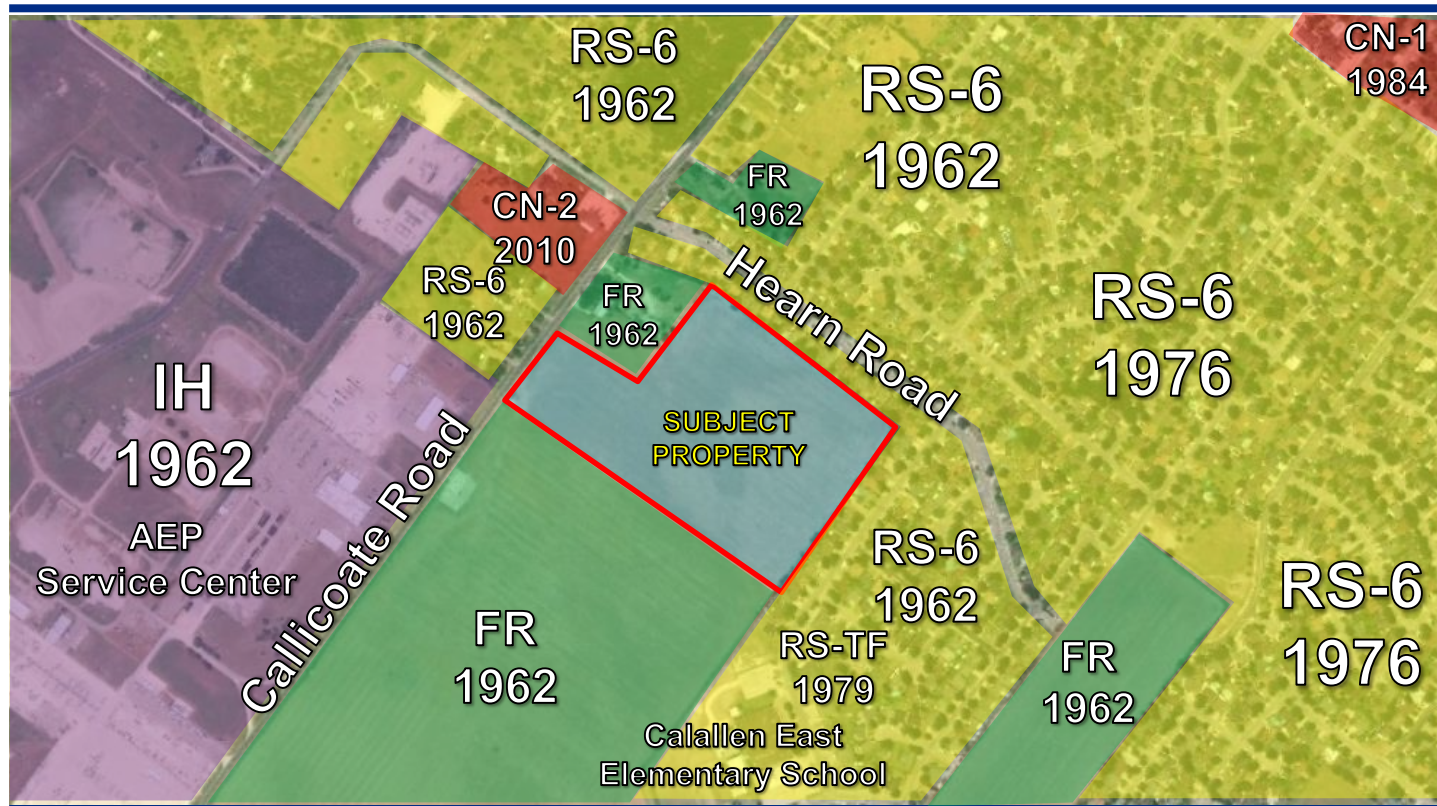 RS-6
1962
CN-1
1984
RS-6
1962
FR
1962
CN-2
2010
RS-6
1962
FR
1962
Hearn Road
RS-6
1976
IH
1962
SUBJECT
PROPERTY
AEP
Service Center
Callicoate Road
RS-6
1962
RS-6
1976
FR
1962
RS-TF
1979
FR
1962
Calallen East
Elementary School